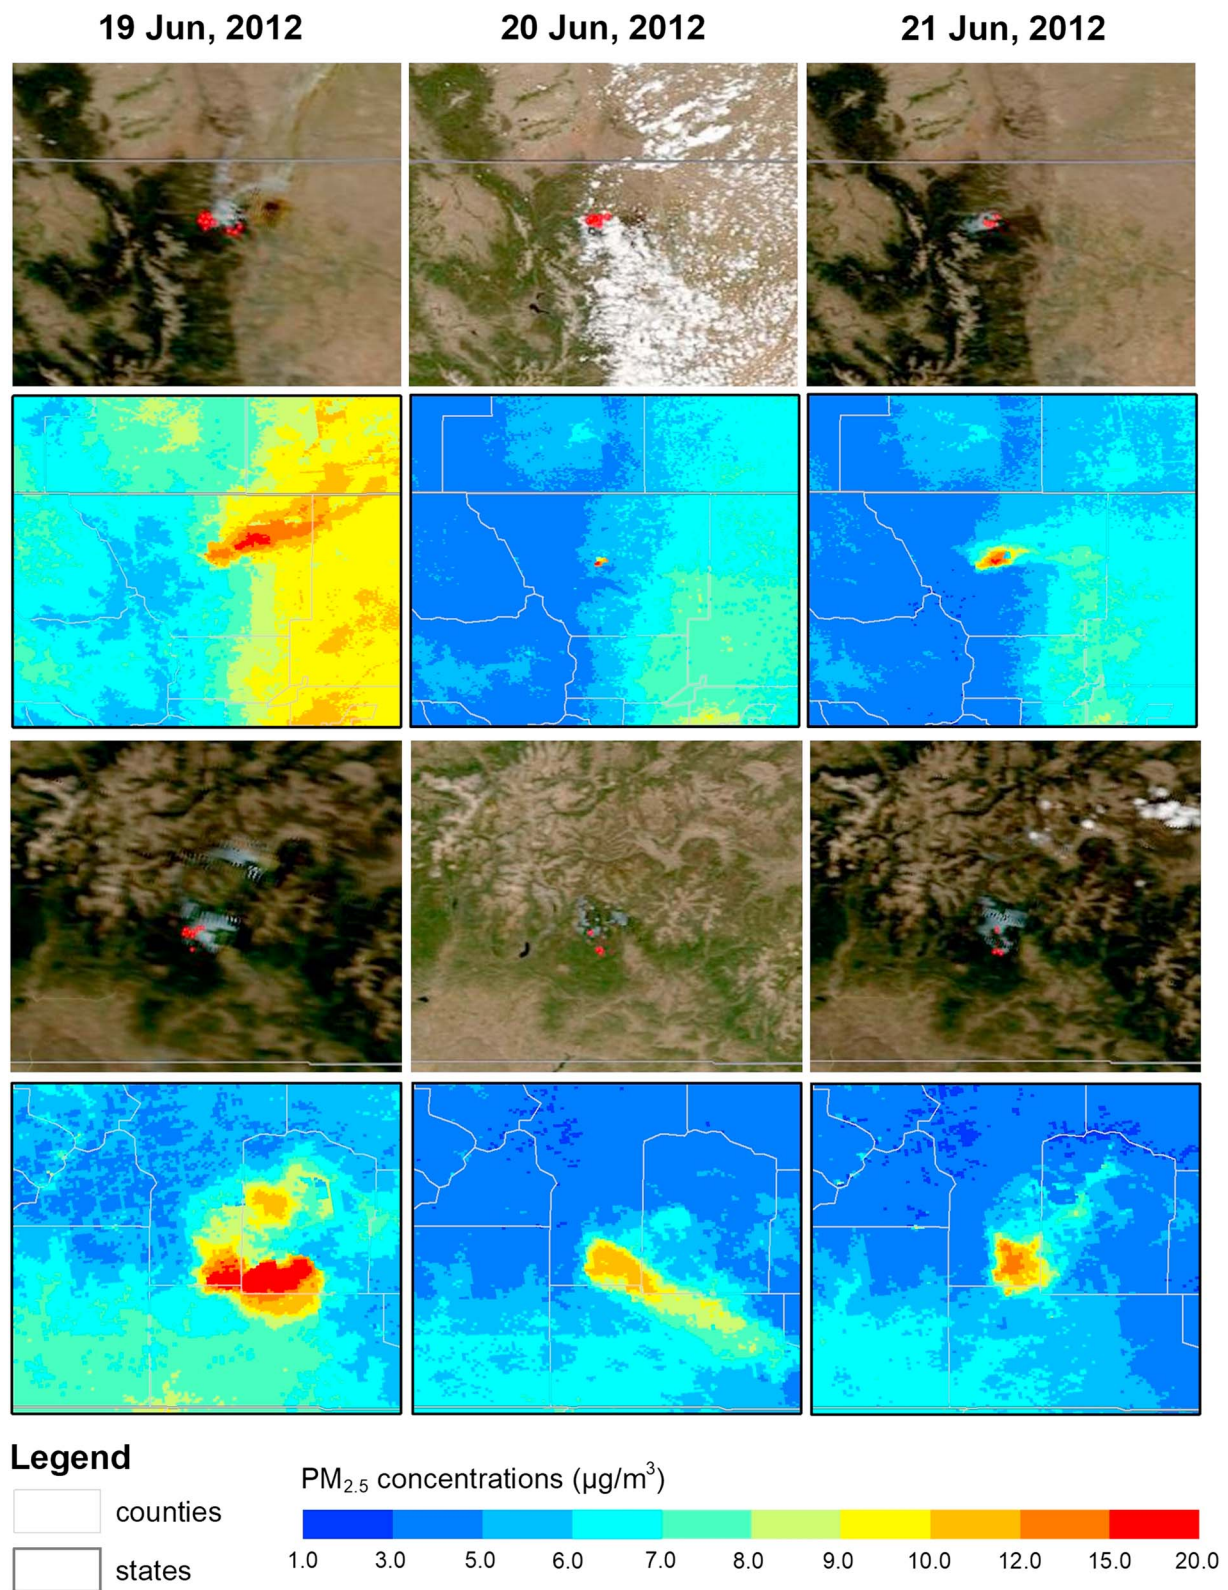 19 Jun, 2012 20 Jun, 2012 21 Jun, 2012
Legend
counties
states
PM2.5 concentrations (μg/m³)
1.0 3.0 5.0 6.0 7.0 8.0 9.0 10.0 12.0 15.0 20.0